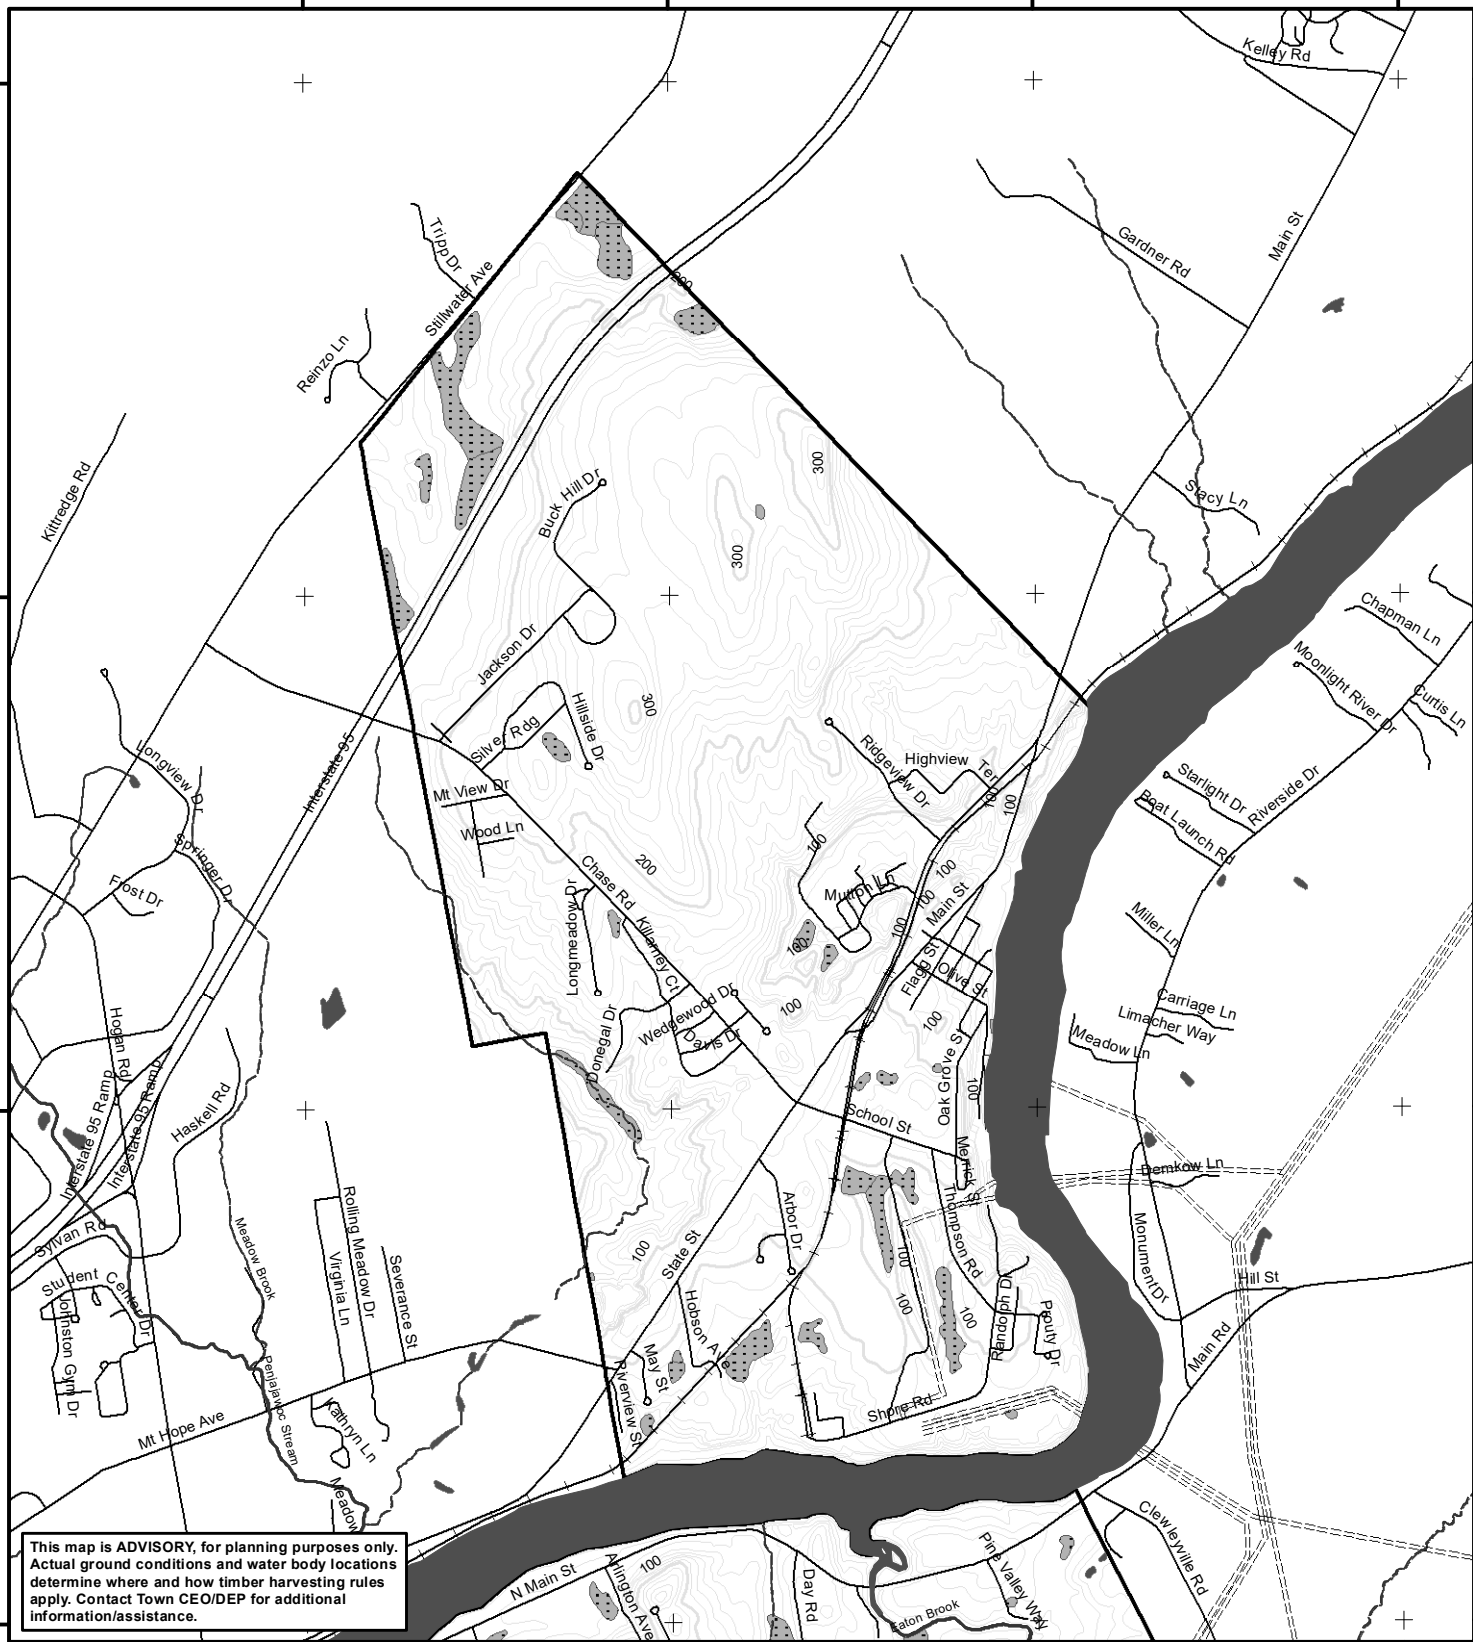 Kelley Rd
Main St
Gardner Rd
Tripp Dr
Stillwater Ave
200
Reinzo Ln
Kittredge Rd
300
Stacy Ln
Buck Hill Dr
300
Chapman Ln
Jackson Dr
Moonlight River Dr
Curtis Ln
Hillside Dr
300
Silver Rdg
Longview Dr
Interstate 95
Ridgeview Dr
Highview Ter
Starlight Dr
Riverside Dr
Mt View Dr
100
100
Boat Launch Rd
Wood Ln
Springer Dr
100
200
Chase Rd
100
Frost Dr
Mutton Ln
100
Main St
Longmeadow Dr
Killarney Ct
100
100
Miller Ln
Flagg St
Olive St
Wedgewood Dr
100
Carriage Ln
Limacher Way
Hogan Rd
Donegal Dr
Davis Dr
100
Meadow Ln
Oak Grove St
100
Interstate 95 Ramp
Interstate 95 Ramp
Haskell Rd
School St
Merrick St
Demkow Ln
Rolling Meadow Dr
Arbor Dr
Thompson Rd
Monument Dr
Sylvan Rd
Meadow Brook
Virginia Ln
Severance St
100
State St
100
Student Center Dr
Johnston Gym Dr
Hill St
Hobson Ave
100
100
Randolph Dr
Prouty Dr
Main Rd
May St
Riverview St
Penjajawoc Stream
Kathryn Ln
Mt Hope Ave
Shore Rd
Meadow
Clewleyville Rd
Pine Valley Way
N Main St
Arlington Ave
100
Day Rd
Eaton Brook
This map is ADVISORY, for planning purposes only.
Actual ground conditions and water body locations
determine where and how timber harvesting rules
apply. Contact Town CEO/DEP for additional
information/assistance.